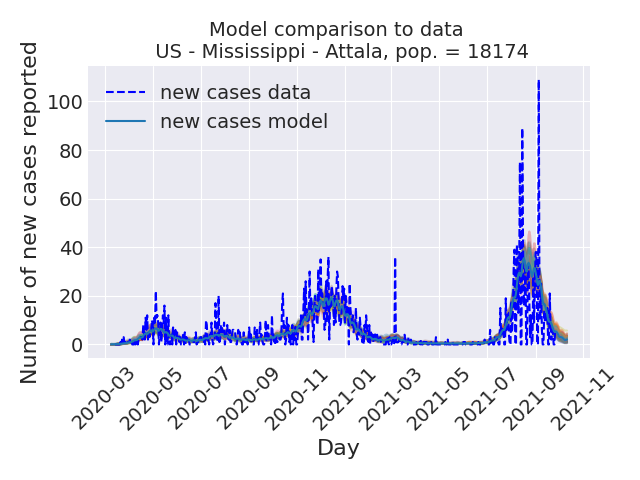 Model comparison to data
US - Mississippi - Attala, pop. = 18174
Number of new cases reported
new cases data
new cases model
100
80
60
40
20
0
2020-03
2020-05
2020-07
2020-09
2020-11
2021-01
2021-03
2021-05
2021-07
2021-09
2021-11
Day